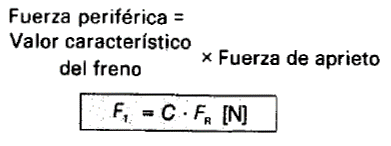 Fuerza periférica =
Valor característico
del freno × Fuerza de aprieto
F₁ = C · F_R [N]